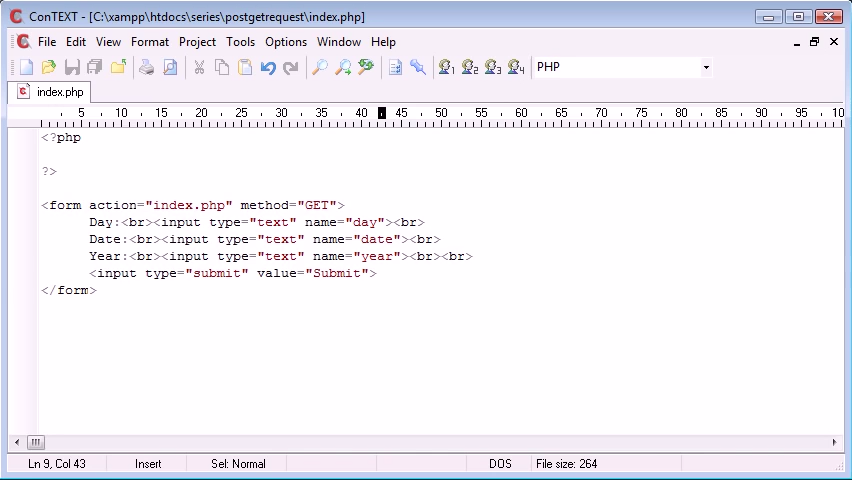 ConTEXT - [C:\xampp\htdocs\series\postgetrequest\index.php]
File Edit View Format Project Tools Options Window Help
1 2 3 4 PHP
index.php
5 10 15 20 25 30 35 40 45 50 55 60 65 70 75 80 85 90 95 10
<?php
?>
<form action="index.php" method="GET">
Day:<br><input type="text" name="day"><br>
Date:<br><input type="text" name="date"><br>
Year:<br><input type="text" name="year"><br><br>
<input type="submit" value="Submit">
</form>
Ln 9, Col 43 Insert Sel: Normal DOS File size: 264